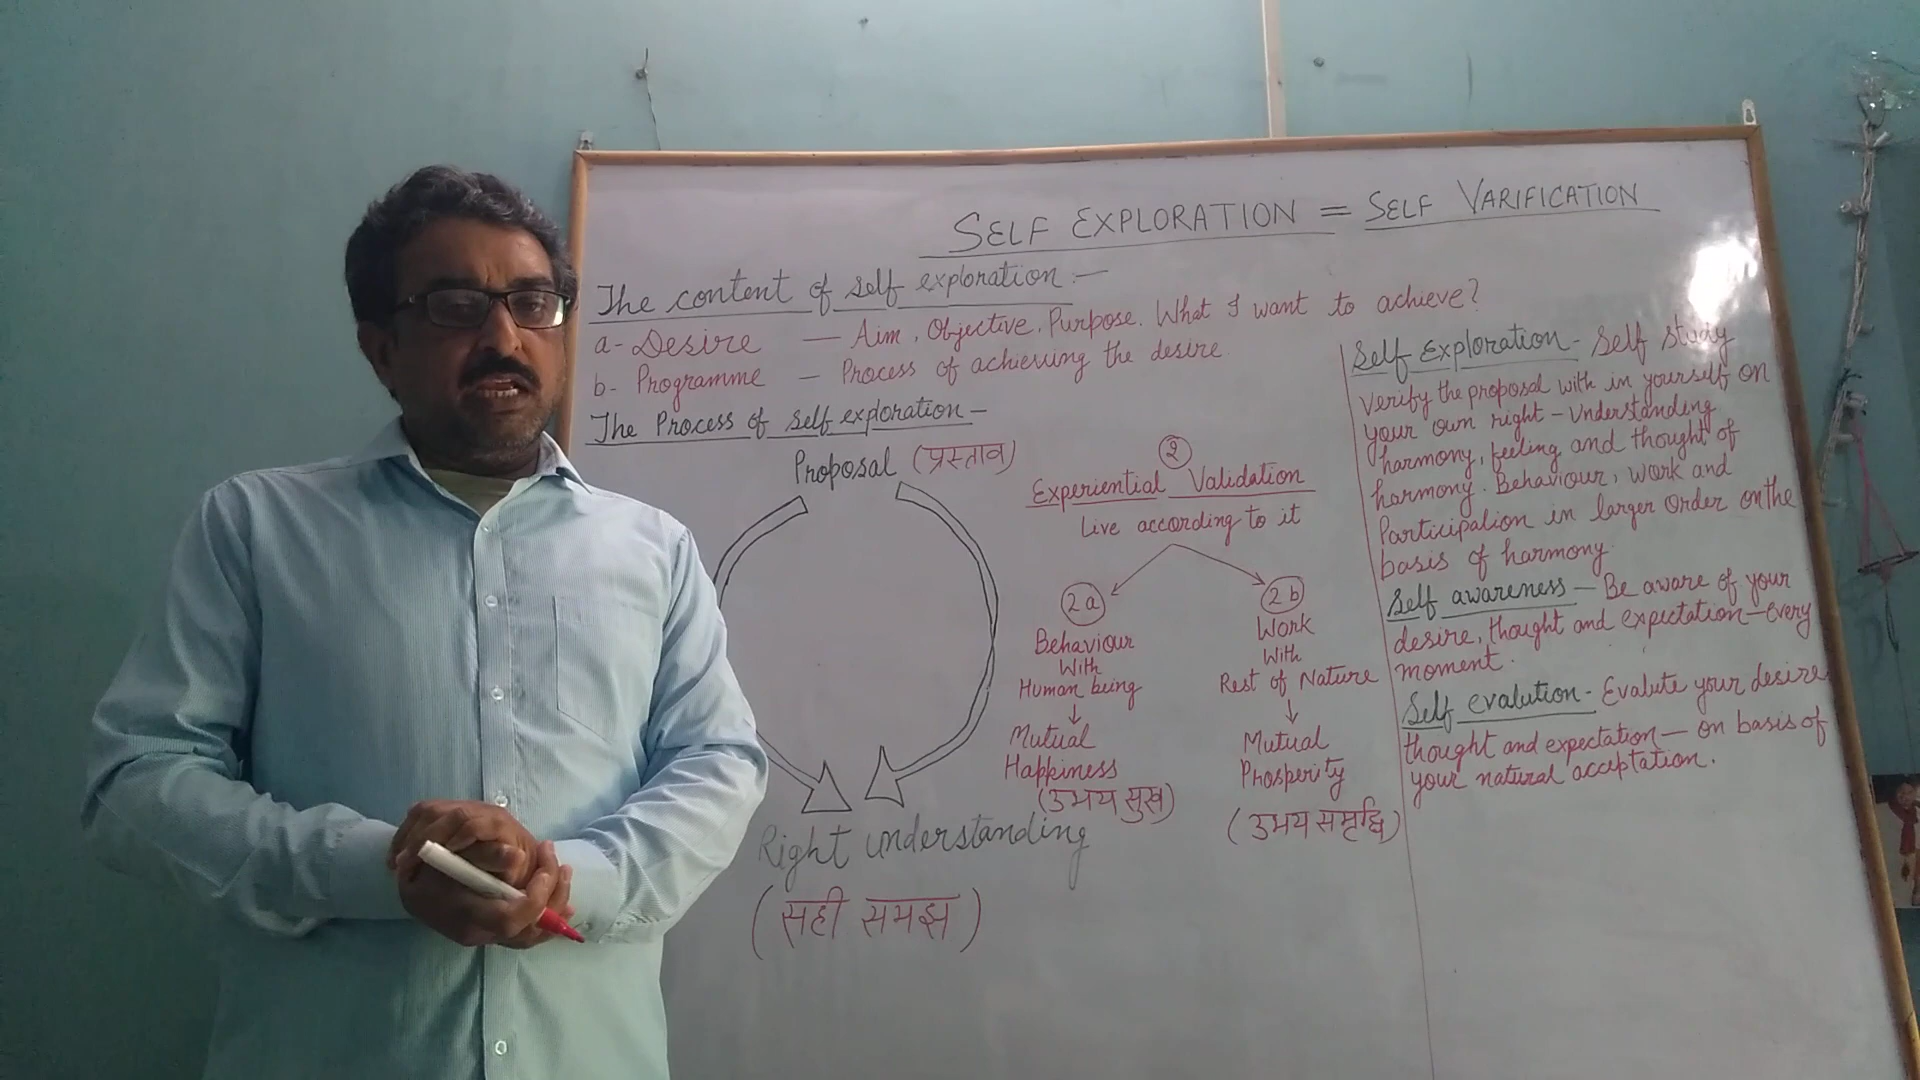 SELF EXPLORATION = SELF VARIFICATION
The content of self exploration :-
a- Desire — Aim, Objective, Purpose. What I want to achieve?
b- Programme — Process of achieving the desire
The Process of self exploration —
Proposal (प्रस्ताव)
Right understanding
(सही समझ)
2
Experiential Validation
Live according to it
2a
Behaviour
With
Human being
↓
Mutual
Happiness
(उभय सुख)
2b
Work
With
Rest of Nature
↓
Mutual
Prosperity
(उभय समृद्धि)
Self Exploration - Self study
verify the proposal with in yourself on
your own right - Understanding
harmony, feeling and thought of
harmony. Behaviour, work and
Participation in larger Order on the
basis of harmony.
Self awareness — Be aware of your
desire, thought and expectation — every
moment.
Self evalution - Evalute your desire
thought and expectation — on basis of
your natural acceptation.